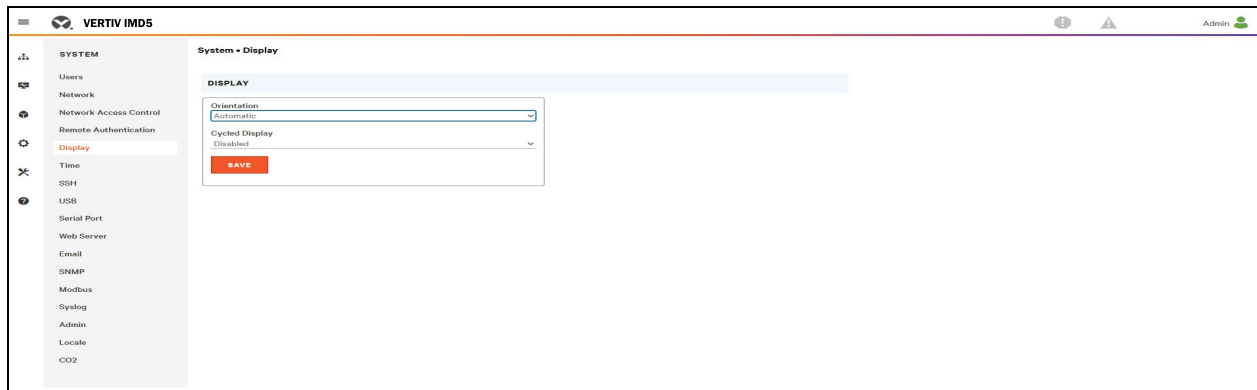 VERTIV IMD5
Admin
SYSTEM
Users
Network
Network Access Control
Remote Authentication
Display
Time
SSH
USB
Serial Port
Web Server
Email
SNMP
Modbus
Syslog
Admin
Locale
CO2
System • Display
DISPLAY
Orientation
Automatic
Cycled Display
Disabled
SAVE